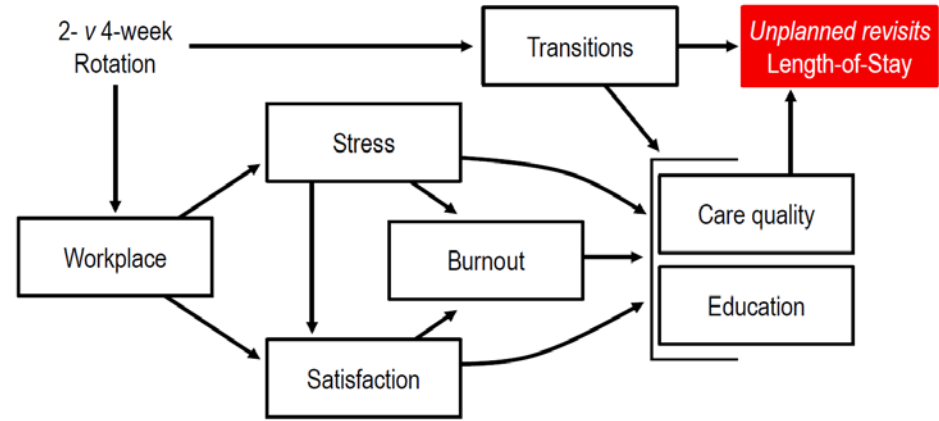 2- v 4-week
Rotation
Transitions
Unplanned revisits
Length-of-Stay
Stress
Care quality
Workplace
Burnout
Education
Satisfaction